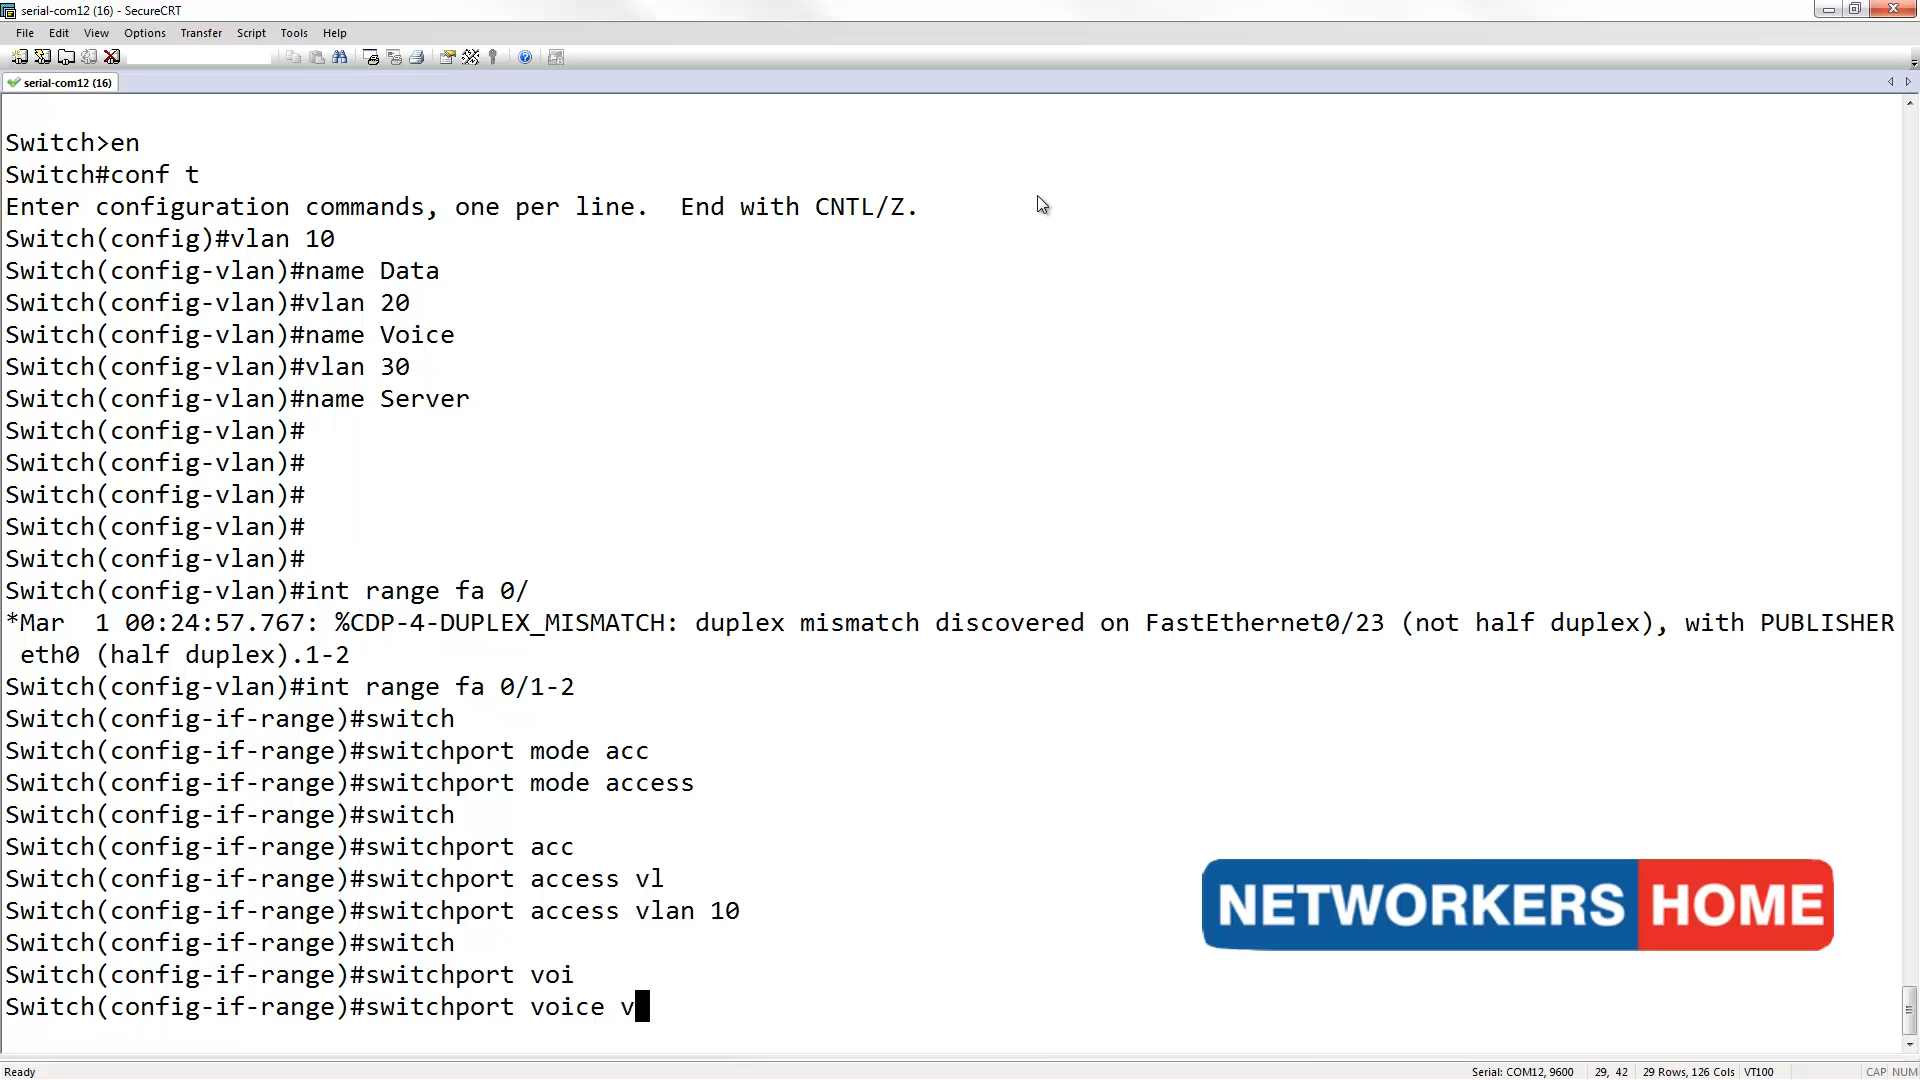 serial-com12 (16) - SecureCRT
File Edit View Options Transfer Script Tools Help
serial-com12 (16)
Switch>en
Switch#conf t
Enter configuration commands, one per line.  End with CNTL/Z.
Switch(config)#vlan 10
Switch(config-vlan)#name Data
Switch(config-vlan)#vlan 20
Switch(config-vlan)#name Voice
Switch(config-vlan)#vlan 30
Switch(config-vlan)#name Server
Switch(config-vlan)#
Switch(config-vlan)#
Switch(config-vlan)#
Switch(config-vlan)#
Switch(config-vlan)#
Switch(config-vlan)#int range fa 0/
*Mar  1 00:24:57.767: %CDP-4-DUPLEX_MISMATCH: duplex mismatch discovered on FastEthernet0/23 (not half duplex), with PUBLISHER
 eth0 (half duplex).1-2
Switch(config-vlan)#int range fa 0/1-2
Switch(config-if-range)#switch
Switch(config-if-range)#switchport mode acc
Switch(config-if-range)#switchport mode access
Switch(config-if-range)#switch
Switch(config-if-range)#switchport acc
Switch(config-if-range)#switchport access vl
Switch(config-if-range)#switchport access vlan 10
Switch(config-if-range)#switch
Switch(config-if-range)#switchport voi
Switch(config-if-range)#switchport voice v
NETWORKERS HOME
Ready Serial: COM12, 9600 29, 42 29 Rows, 126 Cols VT100 CAP NUM